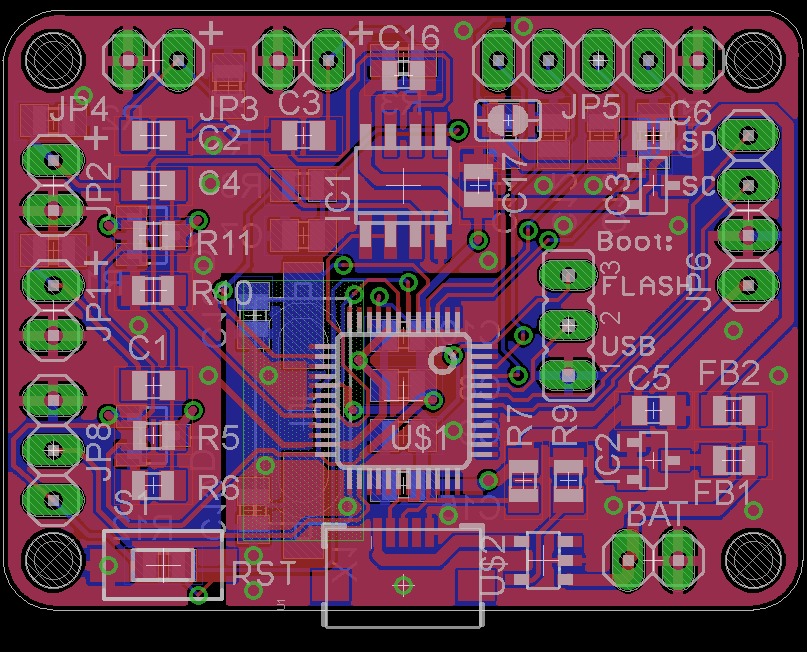 C16
JP4
JP3
C3
JP5
C6
C2
SD
JP2
C4
IC1
C17
IC3
SC
R11
Boot:
3
FLASH
JP6
R10
JP1
2
USB
C1
1
C5
FB2
U$1
R7
R9
JP8
R5
IC2
R6
FB1
S1
BAT
RST
U$2